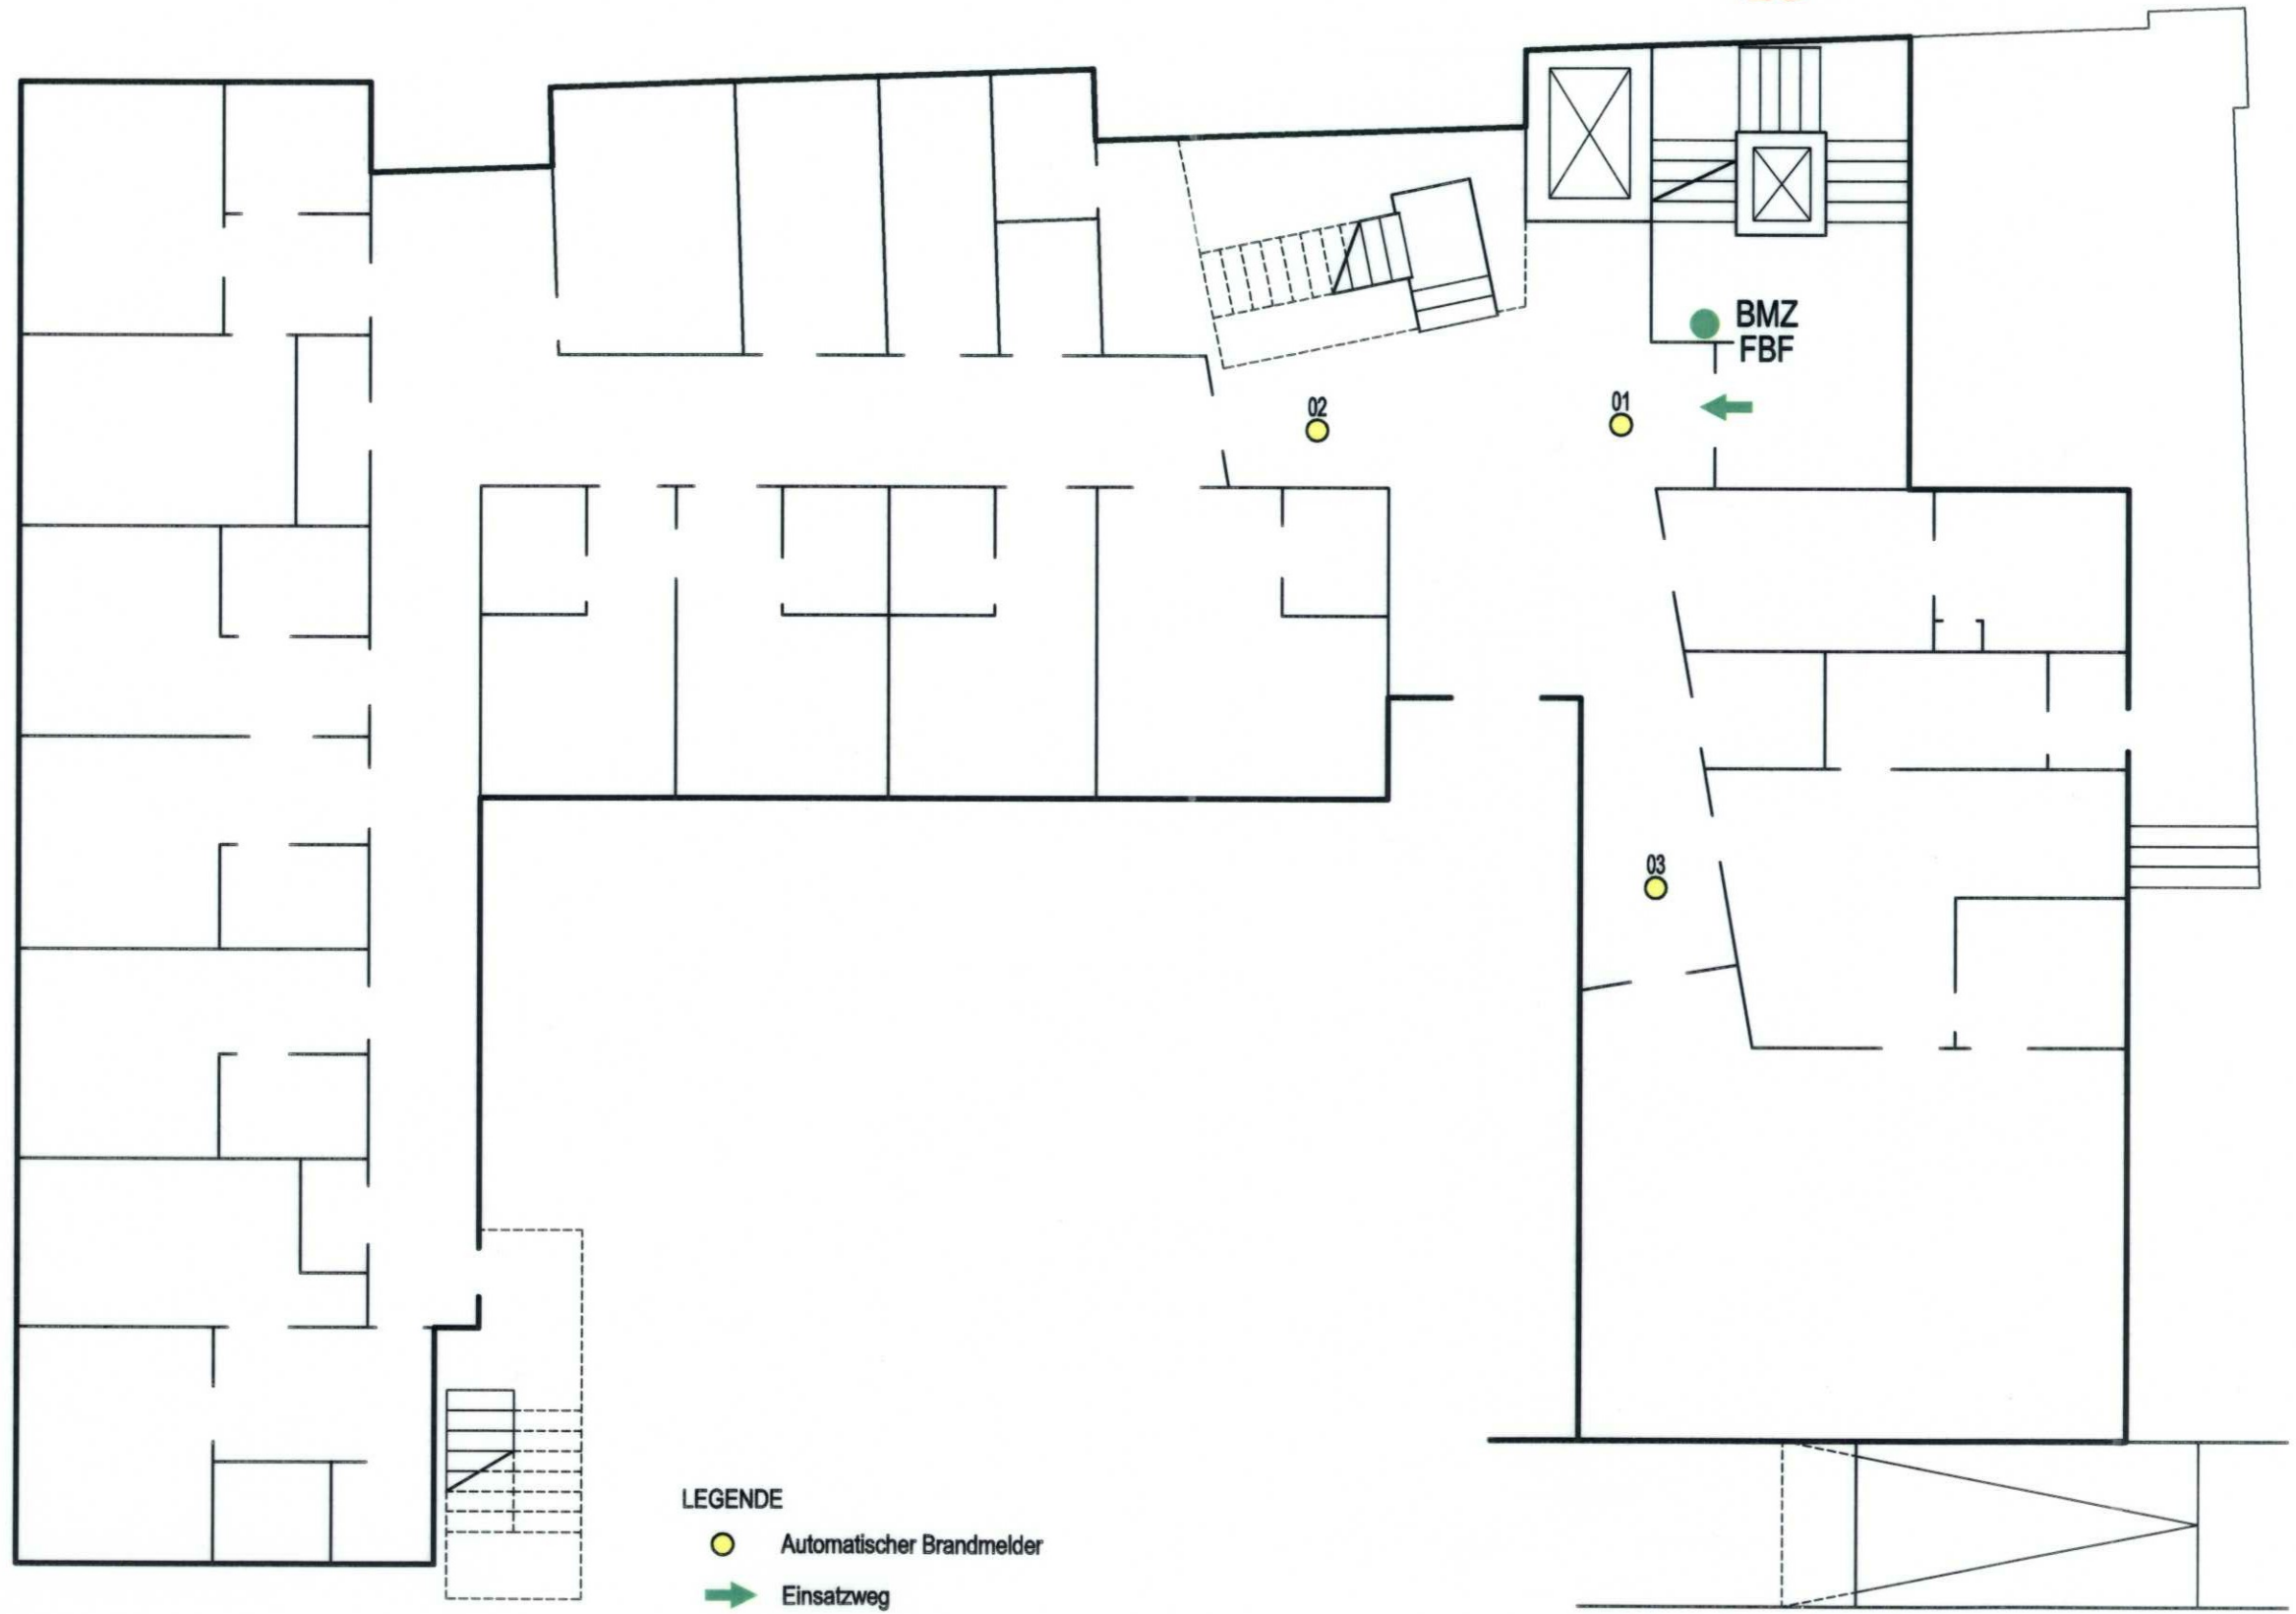 BMZ
FBF
02
01
03
LEGENDE
Automatischer Brandmelder
Einsatzweg